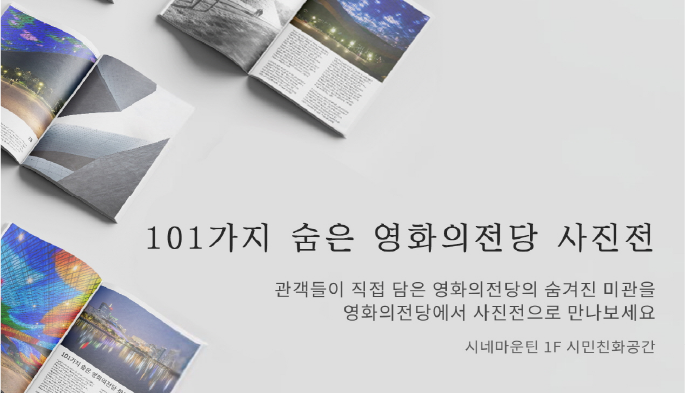 101가지 숨은 영화의전당 사진전
관객들이 직접 담은 영화의전당의 숨겨진 미관을
영화의전당에서 사진전으로 만나보세요
시네마운틴 1F 시민친화공간